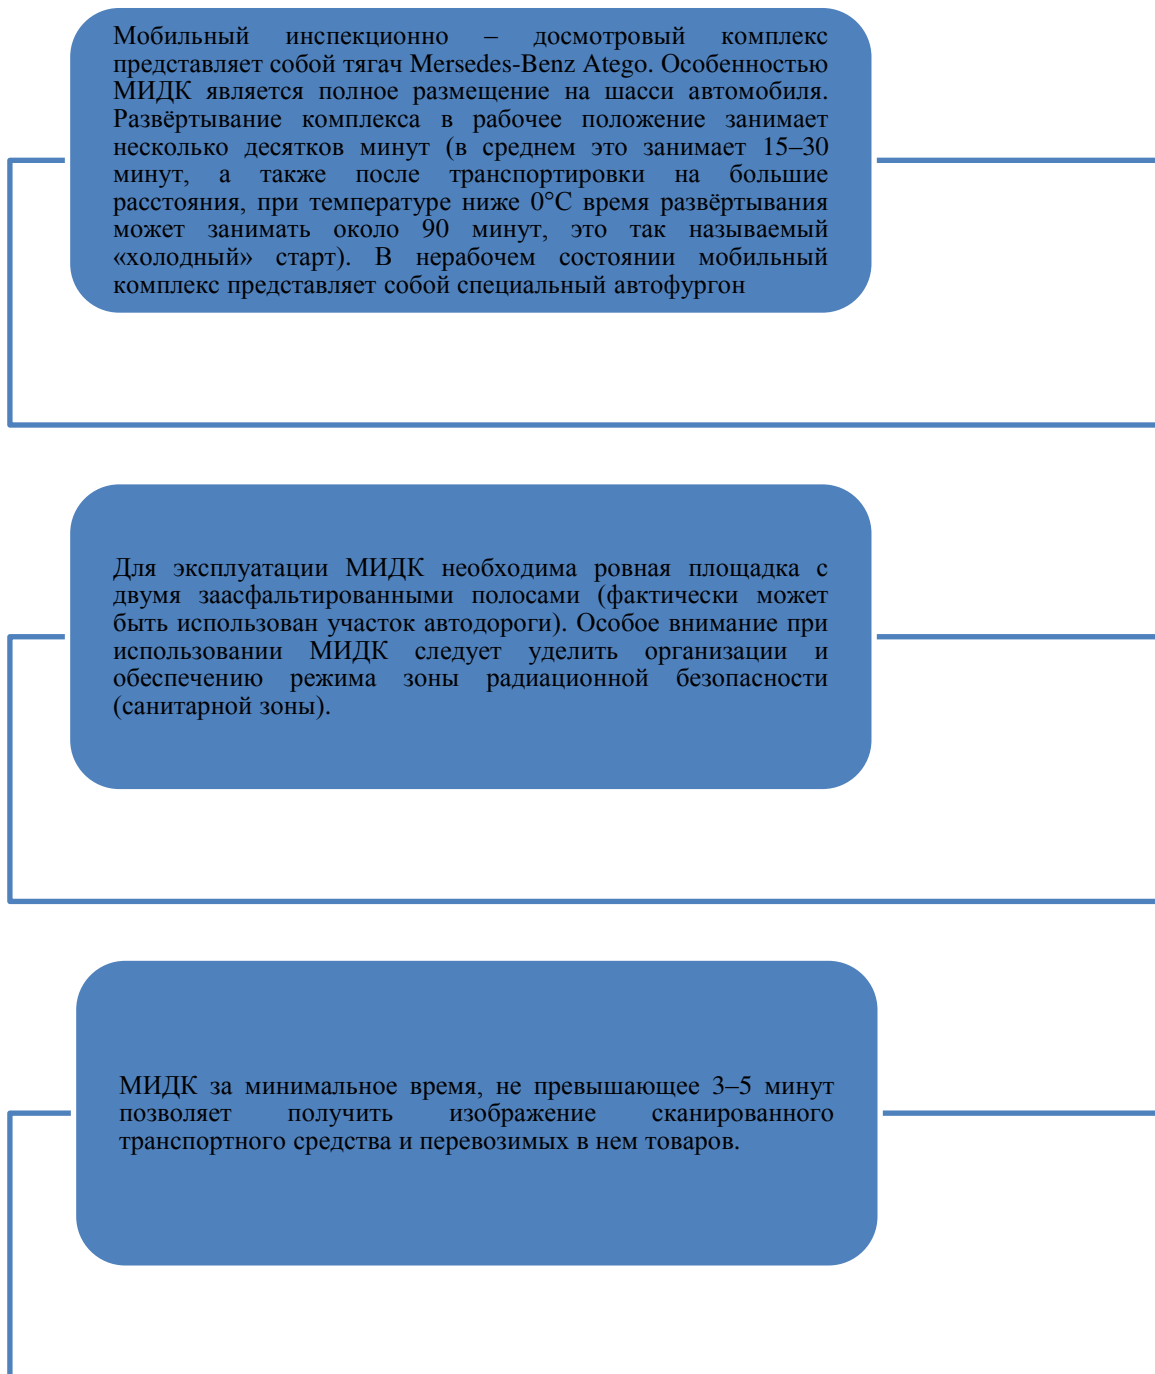 Мобильный инспекционно – досмотровый комплекс
представляет собой тягач Mersedes-Benz Atego. Особенностью
МИДК является полное размещение на шасси автомобиля.
Развёртывание комплекса в рабочее положение занимает
несколько десятков минут (в среднем это занимает 15–30
минут, а также после транспортировки на большие
расстояния, при температуре ниже 0°С время развёртывания
может занимать около 90 минут, это так называемый
«холодный» старт). В нерабочем состоянии мобильный
комплекс представляет собой специальный автофургон
Для эксплуатации МИДК необходима ровная площадка с
двумя заасфальтированными полосами (фактически может
быть использован участок автодороги). Особое внимание при
использовании МИДК следует уделить организации и
обеспечению режима зоны радиационной безопасности
(санитарной зоны).
МИДК за минимальное время, не превышающее 3–5 минут
позволяет получить изображение сканированного
транспортного средства и перевозимых в нем товаров.